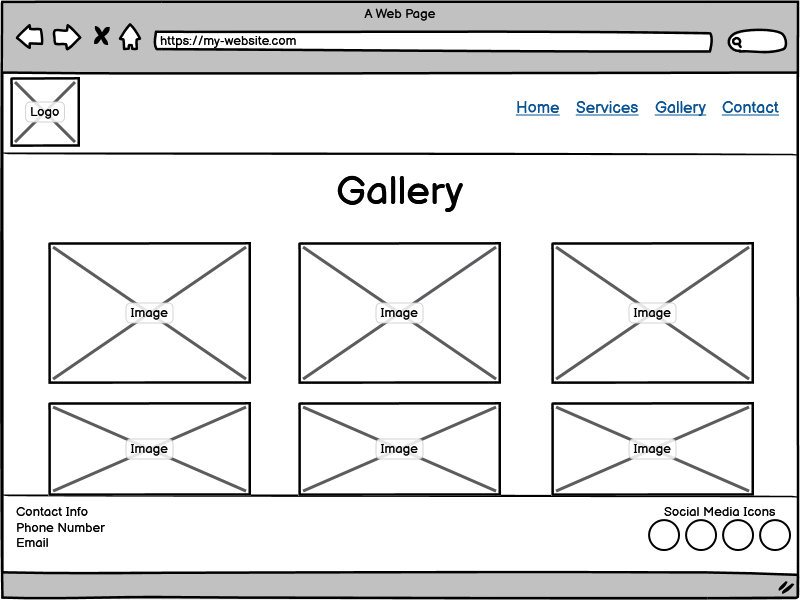 A Web Page
https://my-website.com
Logo
Home Services Gallery Contact
Gallery
Image Image Image
Image Image Image
Contact Info
Phone Number
Email
Social Media Icons